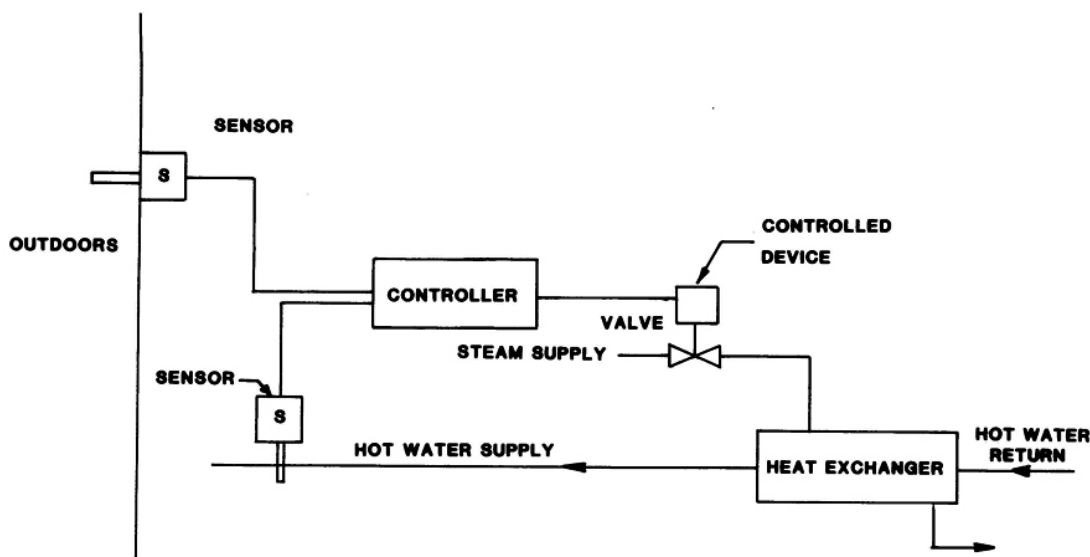 SENSOR
S
OUTDOORS
CONTROLLED
DEVICE
CONTROLLER
VALVE
STEAM SUPPLY
SENSOR
S
HOT WATER SUPPLY
HEAT EXCHANGER
HOT WATER
RETURN